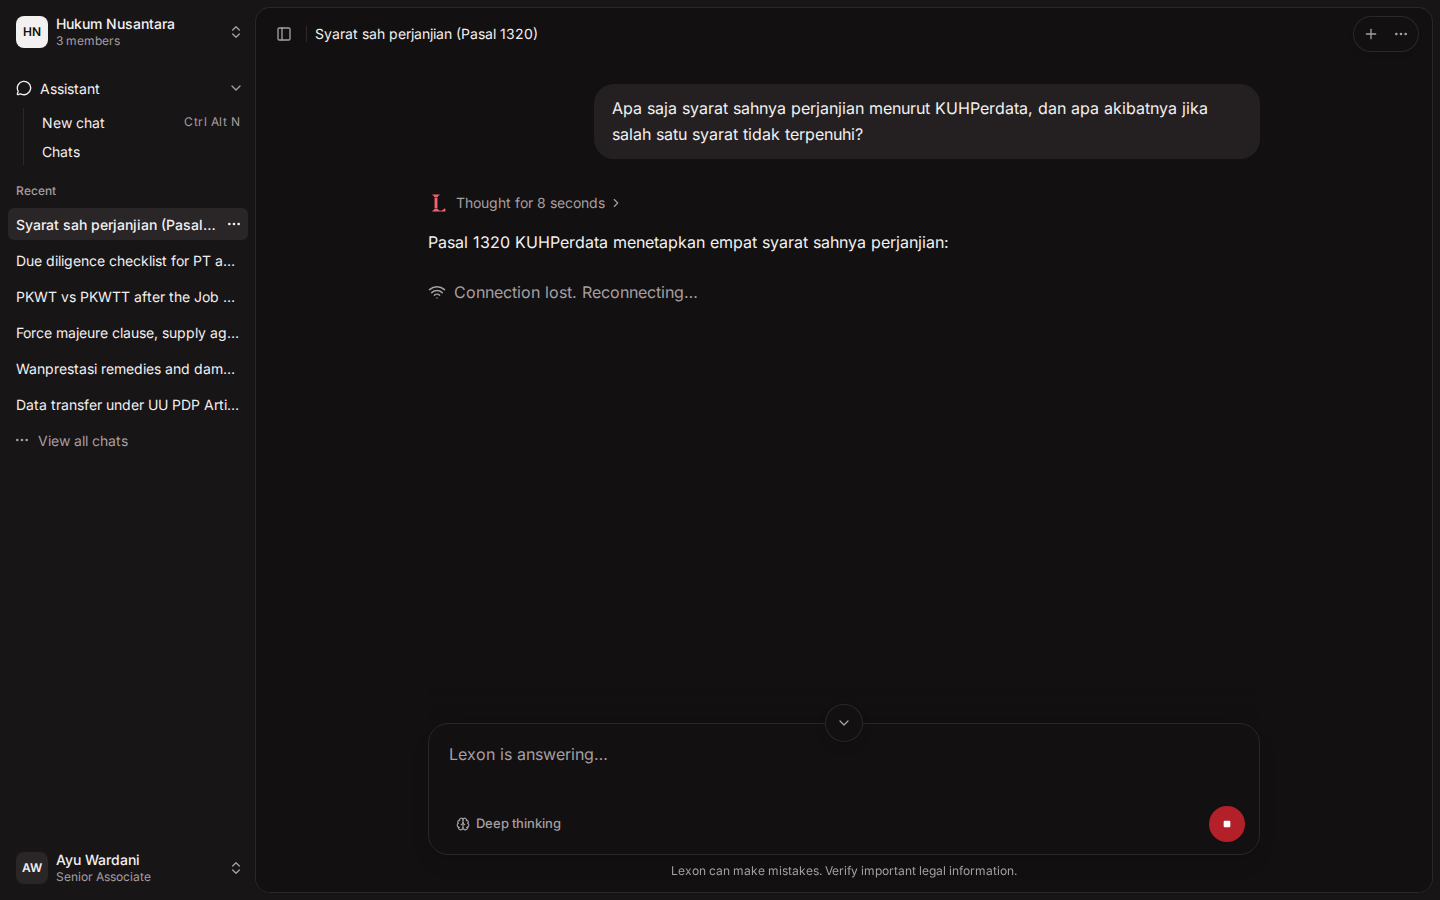 HN
Hukum Nusantara
3 members
Assistant
New chat
Ctrl Alt N
Chats
Recent
Syarat sah perjanjian (Pasal...
Due diligence checklist for PT a...
PKWT vs PKWTT after the Job ...
Force majeure clause, supply ag...
Wanprestasi remedies and dam...
Data transfer under UU PDP Arti...
View all chats
AW
Ayu Wardani
Senior Associate
Syarat sah perjanjian (Pasal 1320)
Apa saja syarat sahnya perjanjian menurut KUHPerdata, dan apa akibatnya jika
salah satu syarat tidak terpenuhi?
L
Thought for 8 seconds
Pasal 1320 KUHPerdata menetapkan empat syarat sahnya perjanjian:
Connection lost. Reconnecting...
Lexon is answering...
Deep thinking
Lexon can make mistakes. Verify important legal information.